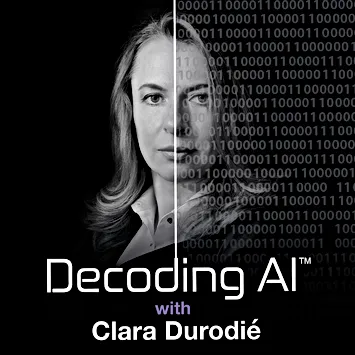 Decoding AI™
with
Clara Durodié